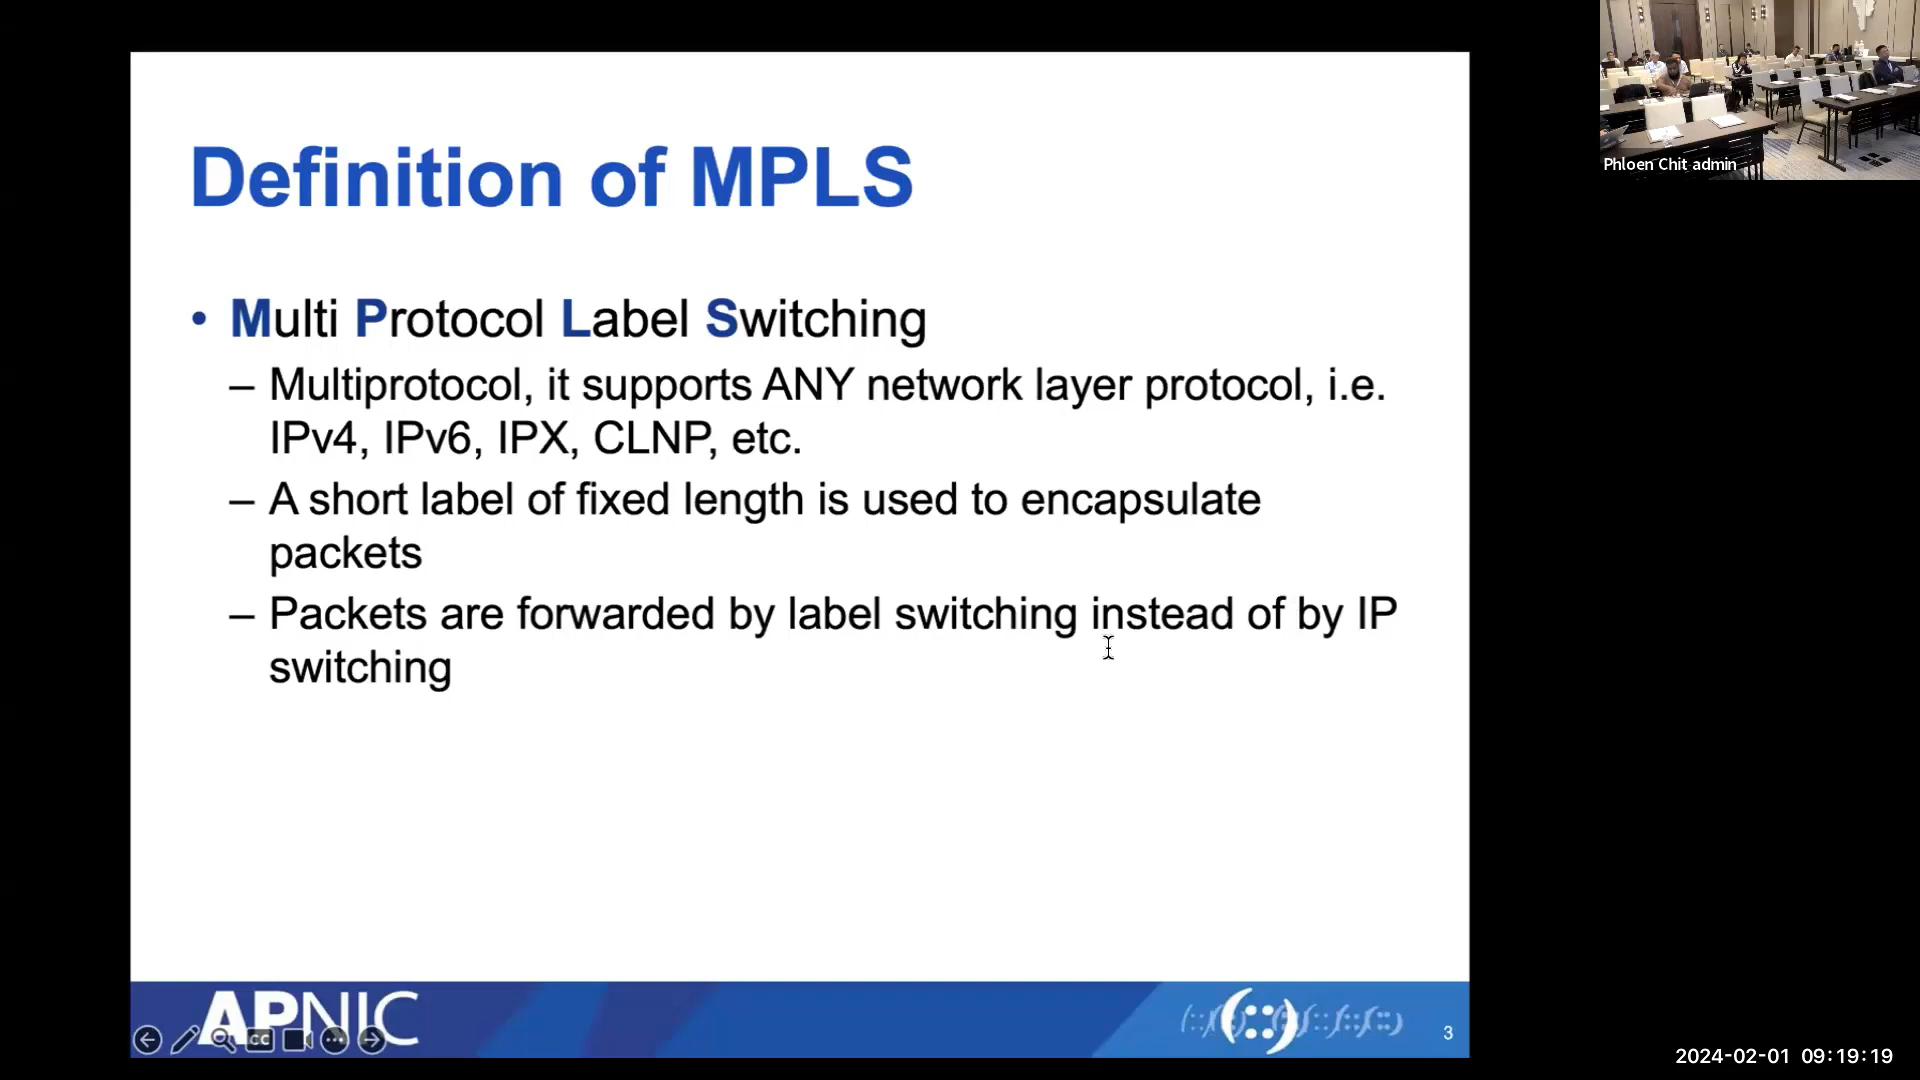 Definition of MPLS
• Multi Protocol Label Switching
– Multiprotocol, it supports ANY network layer protocol, i.e.
IPv4, IPv6, IPX, CLNP, etc.
– A short label of fixed length is used to encapsulate
packets
– Packets are forwarded by label switching instead of by IP
switching
APNIC
CC
(::)
3
Phloen Chit admin
2024-02-01 09:19:19